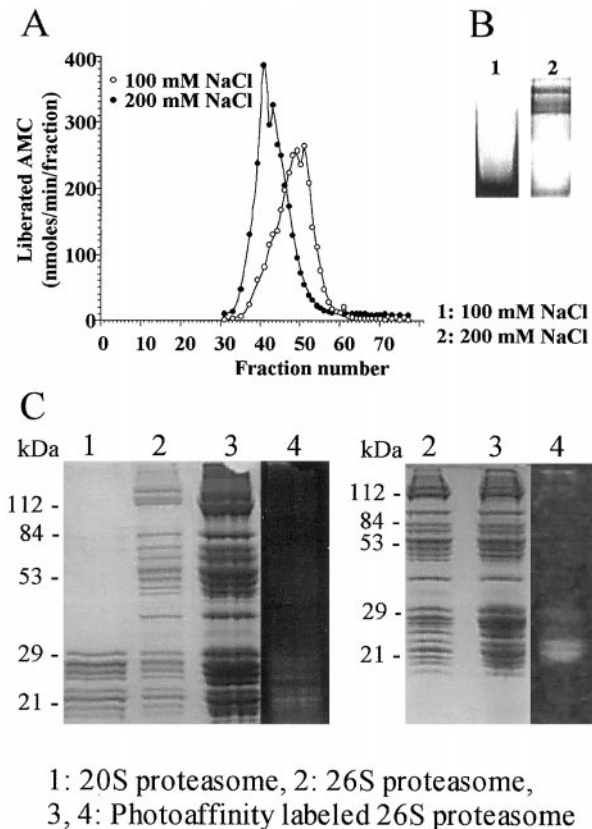 A
B
400
300
200
100
0
Liberated AMC
(nmoles/min/fraction)
100 mM NaCl
200 mM NaCl
0 10 20 30 40 50 60 70
Fraction number
1 2
1: 100 mM NaCl
2: 200 mM NaCl
C
kDa 1 2 3 4
112 -
84 -
53 -
29 -
21 -
kDa 2 3 4
112 -
84 -
53 -
29 -
21 -
1: 20S proteasome, 2: 26S proteasome,
3, 4: Photoaffinity labeled 26S proteasome